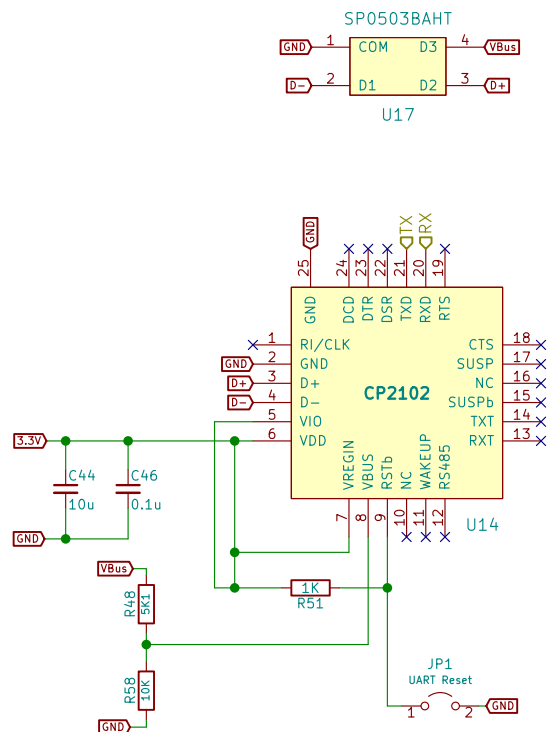 SP0503BAHT
GND 1 COM D3 4 VBus
D- 2 D1 D2 3 D+
U17
GND TX RX
25 24 23 22 21 20 19
GND DCD DTR DSR TXD RXD RTS
1 RI/CLK CTS 18
GND 2 GND SUSP 17
D+ 3 D+ NC 16
D- 4 D- CP2102 SUSPb 15
5 VIO TXT 14
3.3V 6 VDD RXT 13
VREGIN VBUS RSTb NC WAKEUP RS485
7 8 9 10 11 12
U14
C44 C46
10u 0.1u
GND
VBus
R48 5K1
1K
R51
R58 10K
JP1
UART Reset
1 2 GND
GND